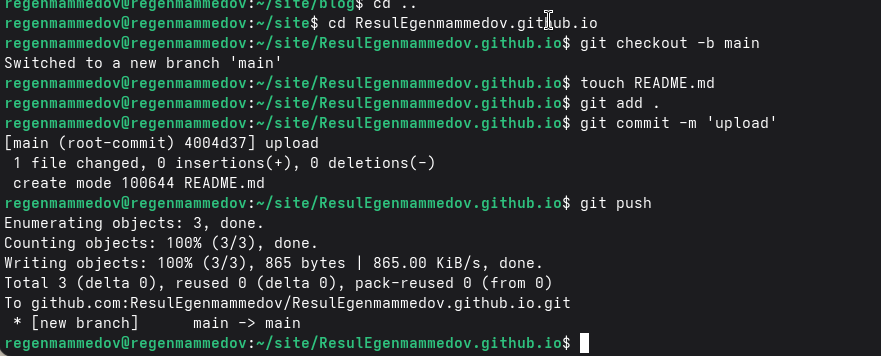 regenmammedov@regenmammedov:~/site/blog$ cd ..
regenmammedov@regenmammedov:~/site$ cd ResulEgenmammedov.github.io
regenmammedov@regenmammedov:~/site/ResulEgenmammedov.github.io$ git checkout -b main
Switched to a new branch 'main'
regenmammedov@regenmammedov:~/site/ResulEgenmammedov.github.io$ touch README.md
regenmammedov@regenmammedov:~/site/ResulEgenmammedov.github.io$ git add .
regenmammedov@regenmammedov:~/site/ResulEgenmammedov.github.io$ git commit -m 'upload'
[main (root-commit) 4004d37] upload
 1 file changed, 0 insertions(+), 0 deletions(-)
 create mode 100644 README.md
regenmammedov@regenmammedov:~/site/ResulEgenmammedov.github.io$ git push
Enumerating objects: 3, done.
Counting objects: 100% (3/3), done.
Writing objects: 100% (3/3), 865 bytes | 865.00 KiB/s, done.
Total 3 (delta 0), reused 0 (delta 0), pack-reused 0 (from 0)
To github.com:ResulEgenmammedov/ResulEgenmammedov.github.io.git
 * [new branch]      main -> main
regenmammedov@regenmammedov:~/site/ResulEgenmammedov.github.io$